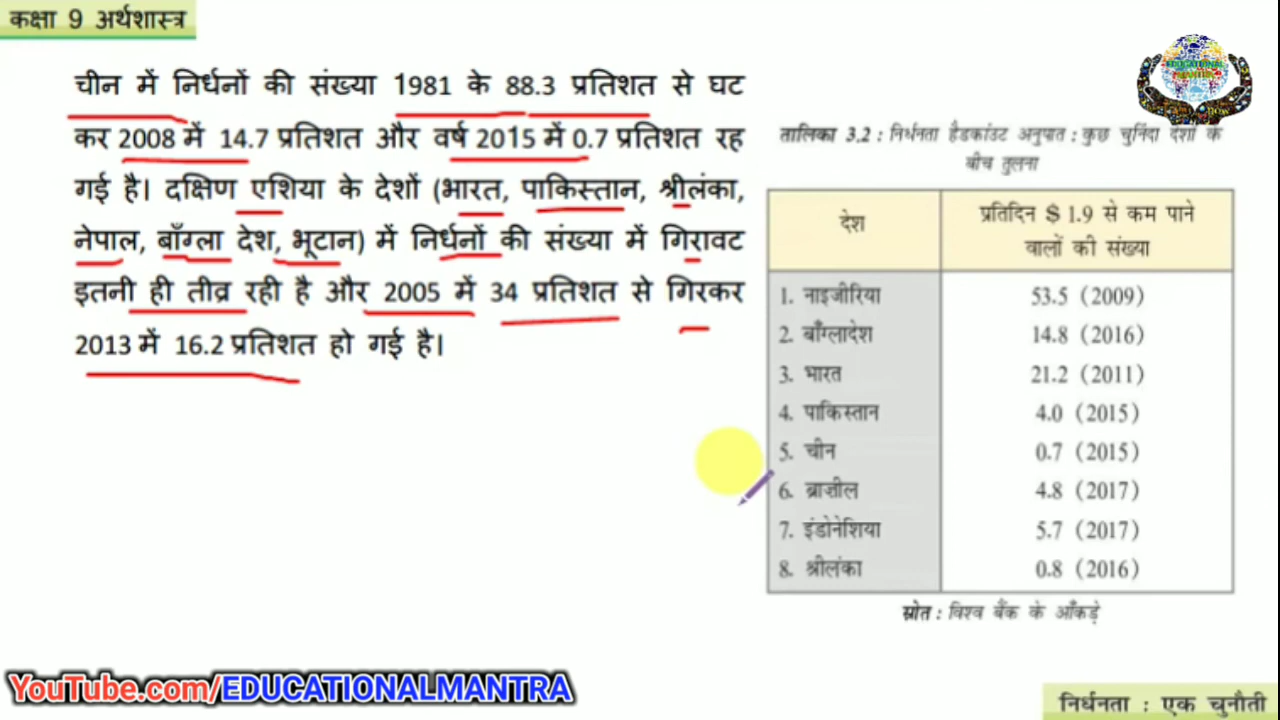 कक्षा 9 अर्थशास्त्र
चीन में निर्धनों की संख्या 1981 के 88.3 प्रतिशत से घट
कर 2008 में 14.7 प्रतिशत और वर्ष 2015 में 0.7 प्रतिशत रह
गई है। दक्षिण एशिया के देशों (भारत, पाकिस्तान, श्रीलंका,
नेपाल, बाँग्ला देश, भूटान) में निर्धनों की संख्या में गिरावट
इतनी ही तीव्र रही है और 2005 में 34 प्रतिशत से गिरकर
2013 में 16.2 प्रतिशत हो गई है।
EDUCATIONAL
MANTRA
तालिका 3.2 : निर्धनता हैडकांउट अनुपात : कुछ चुनिंदा देशों के
बीच तुलना
देश
प्रतिदिन $ 1.9 से कम पाने
वालों की संख्या
1. नाइजीरिया 53.5 (2009)
2. बाँग्लादेश 14.8 (2016)
3. भारत 21.2 (2011)
4. पाकिस्तान 4.0 (2015)
5. चीन 0.7 (2015)
6. ब्राज़ील 4.8 (2017)
7. इंडोनेशिया 5.7 (2017)
8. श्रीलंका 0.8 (2016)
स्रोत : विश्व बैंक के आँकड़े
YouTube.com/EDUCATIONALMANTRA
निर्धनता : एक चुनौती